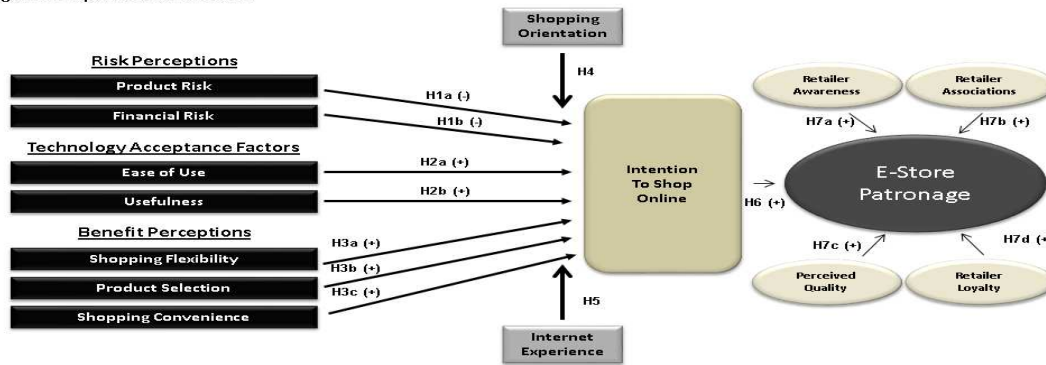 Shopping
Orientation
H4
Risk Perceptions
Product Risk
Financial Risk
H1a (-)
H1b (-)
Technology Acceptance Factors
Ease of Use
Usefulness
H2a (+)
H2b (+)
Benefit Perceptions
Shopping Flexibility
Product Selection
Shopping Convenience
H3a (+)
H3b (+)
H3c (+)
Intention
To Shop
Online
H5
Internet
Experience
H6 (+)
Retailer
Awareness
Retailer
Associations
H7a (+)
H7b (+)
E-Store
Patronage
H7c (+)
H7d (+
Perceived
Quality
Retailer
Loyalty